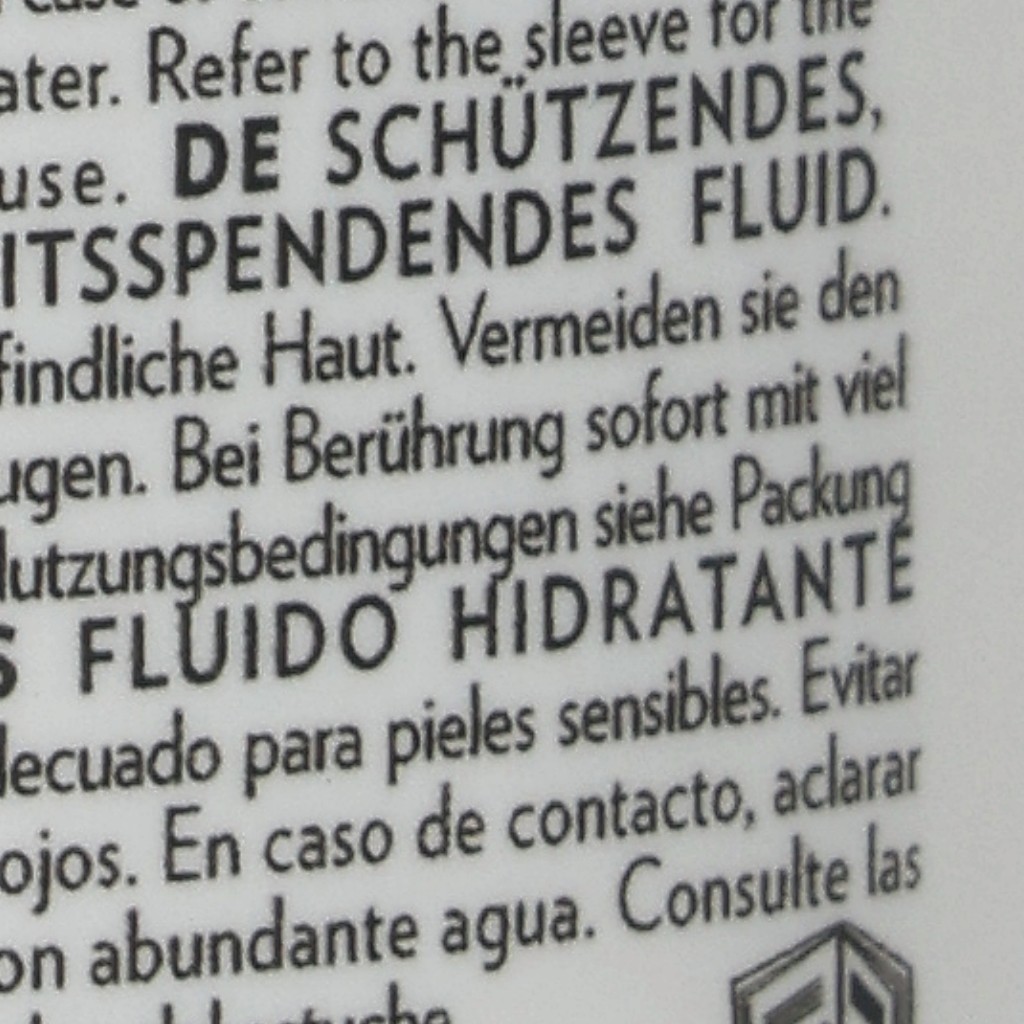 case of
ater. Refer to the sleeve for the
use. DE SCHÜTZENDES,
ITSSPENDENDES FLUID.
findliche Haut. Vermeiden sie den
ugen. Bei Berührung sofort mit viel
lutzungsbedingungen siehe Packung
S FLUIDO HIDRATANTE
decuado para pieles sensibles. Evitar
ojos. En caso de contacto, aclarar
on abundante agua. Consulte las